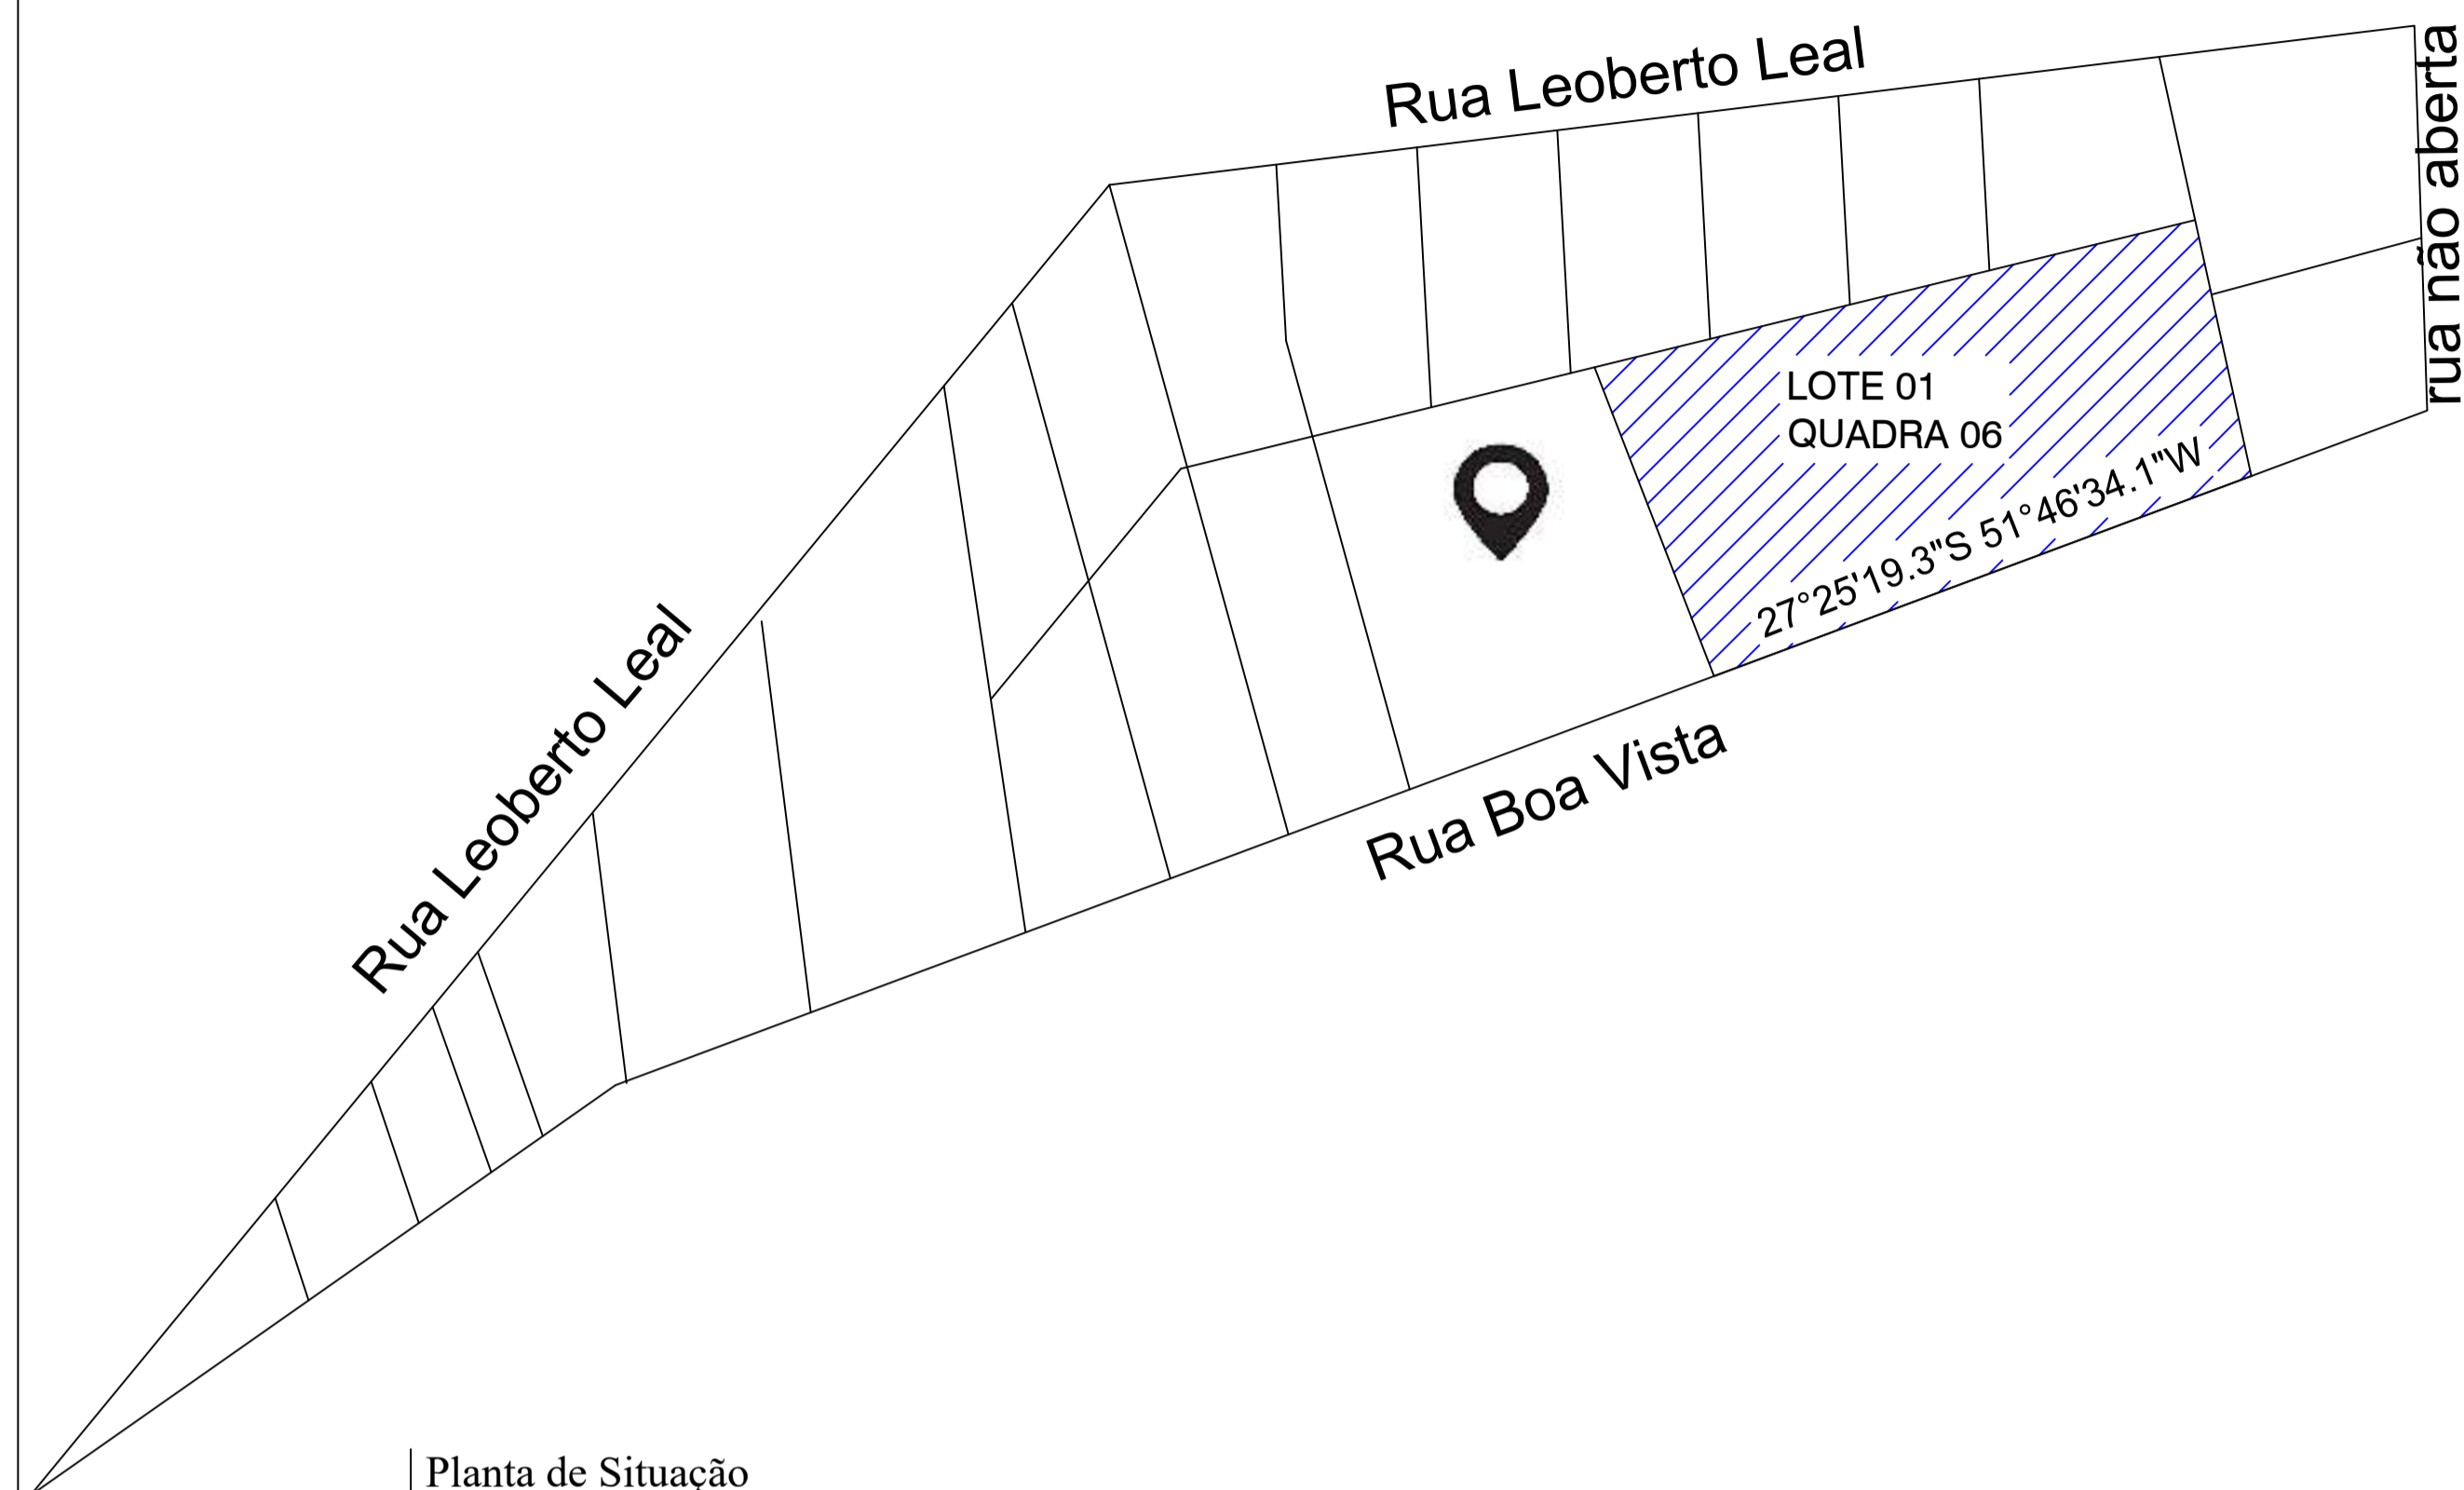 Rua Leoberto Leal
rua não aberta
LOTE 01
QUADRA 06
27°25'19.3"S 51°46'34.1"W
Rua Leoberto Leal
Rua Boa Vista
Planta de Situação